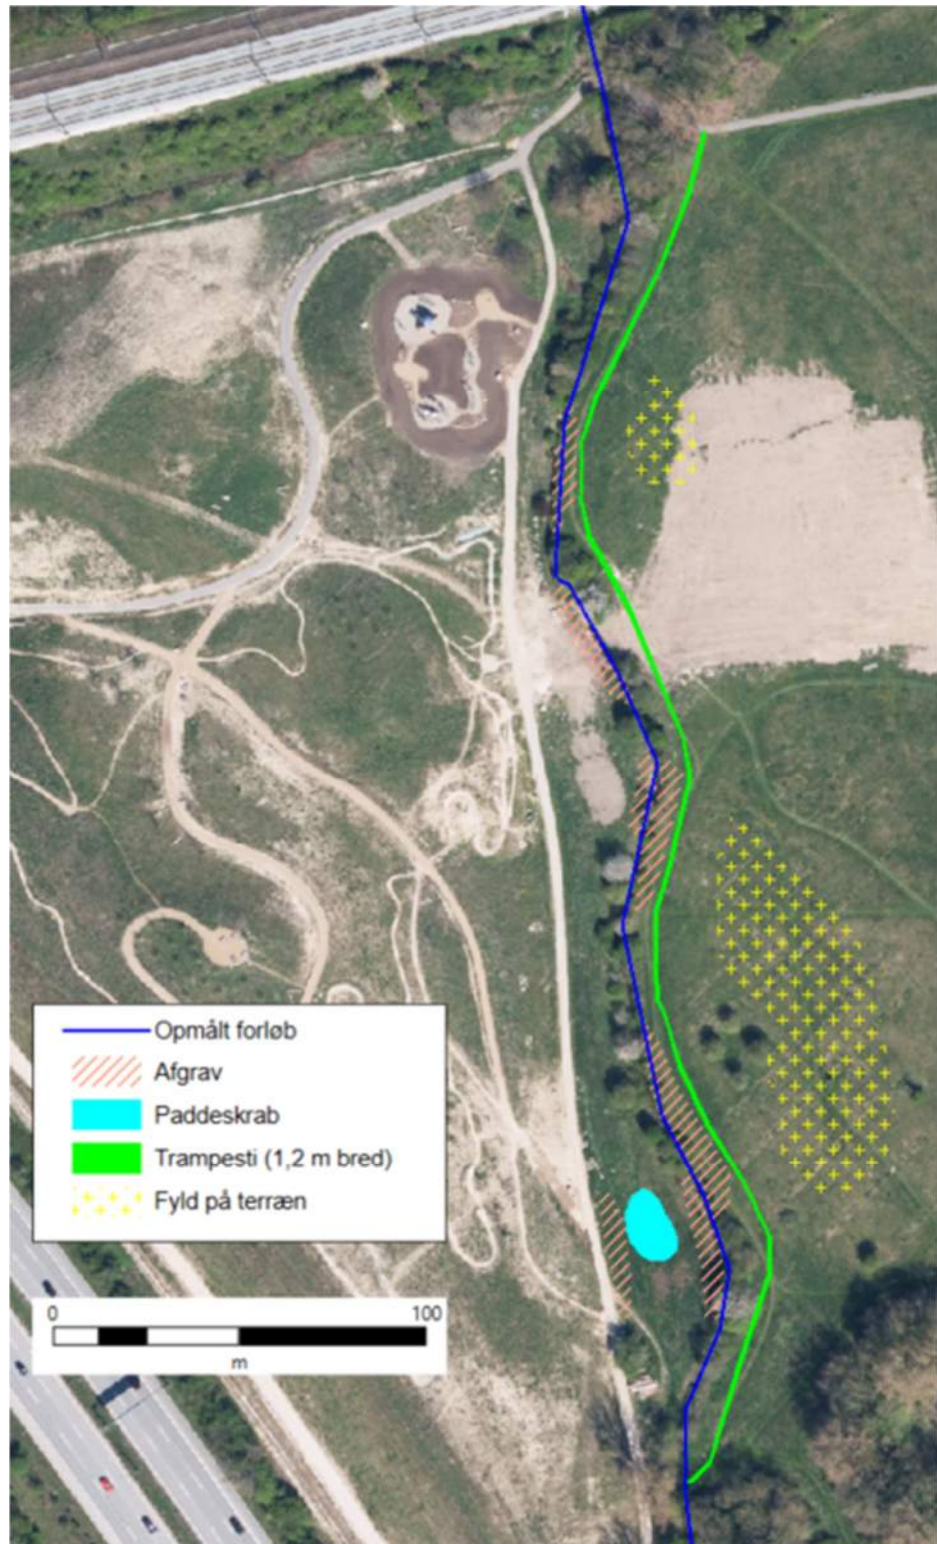 Opmålt forløb
Afgrav
Paddeskrab
Trampesti (1,2 m bred)
Fyld på terræn
0 100
m